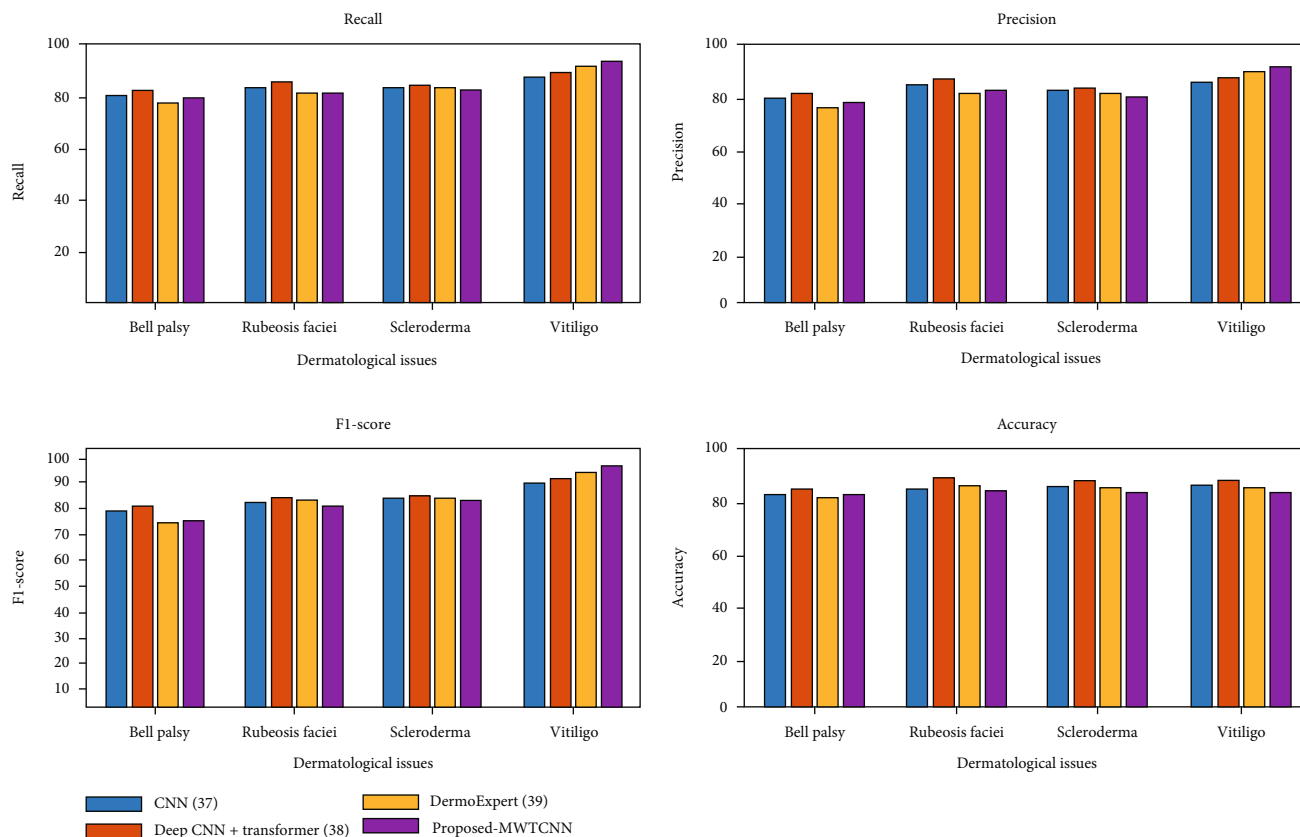 Recall
100
80
60
40
20
Recall
Bell palsy
Rubeosis faciei
Scleroderma
Vitiligo
Dermatological issues
Precision
100
80
60
40
20
0
Precision
Bell palsy
Rubeosis faciei
Scleroderma
Vitiligo
Dermatological issues
F1-score
100
90
80
70
60
50
40
30
20
10
F1-score
Bell palsy
Rubeosis faciei
Scleroderma
Vitiligo
Dermatological issues
Accuracy
100
80
60
40
20
0
Accuracy
Bell palsy
Rubeosis faciei
Scleroderma
Vitiligo
Dermatological issues
CNN (37)
Deep CNN + transformer (38)
DermoExpert (39)
Proposed-MWTCNN